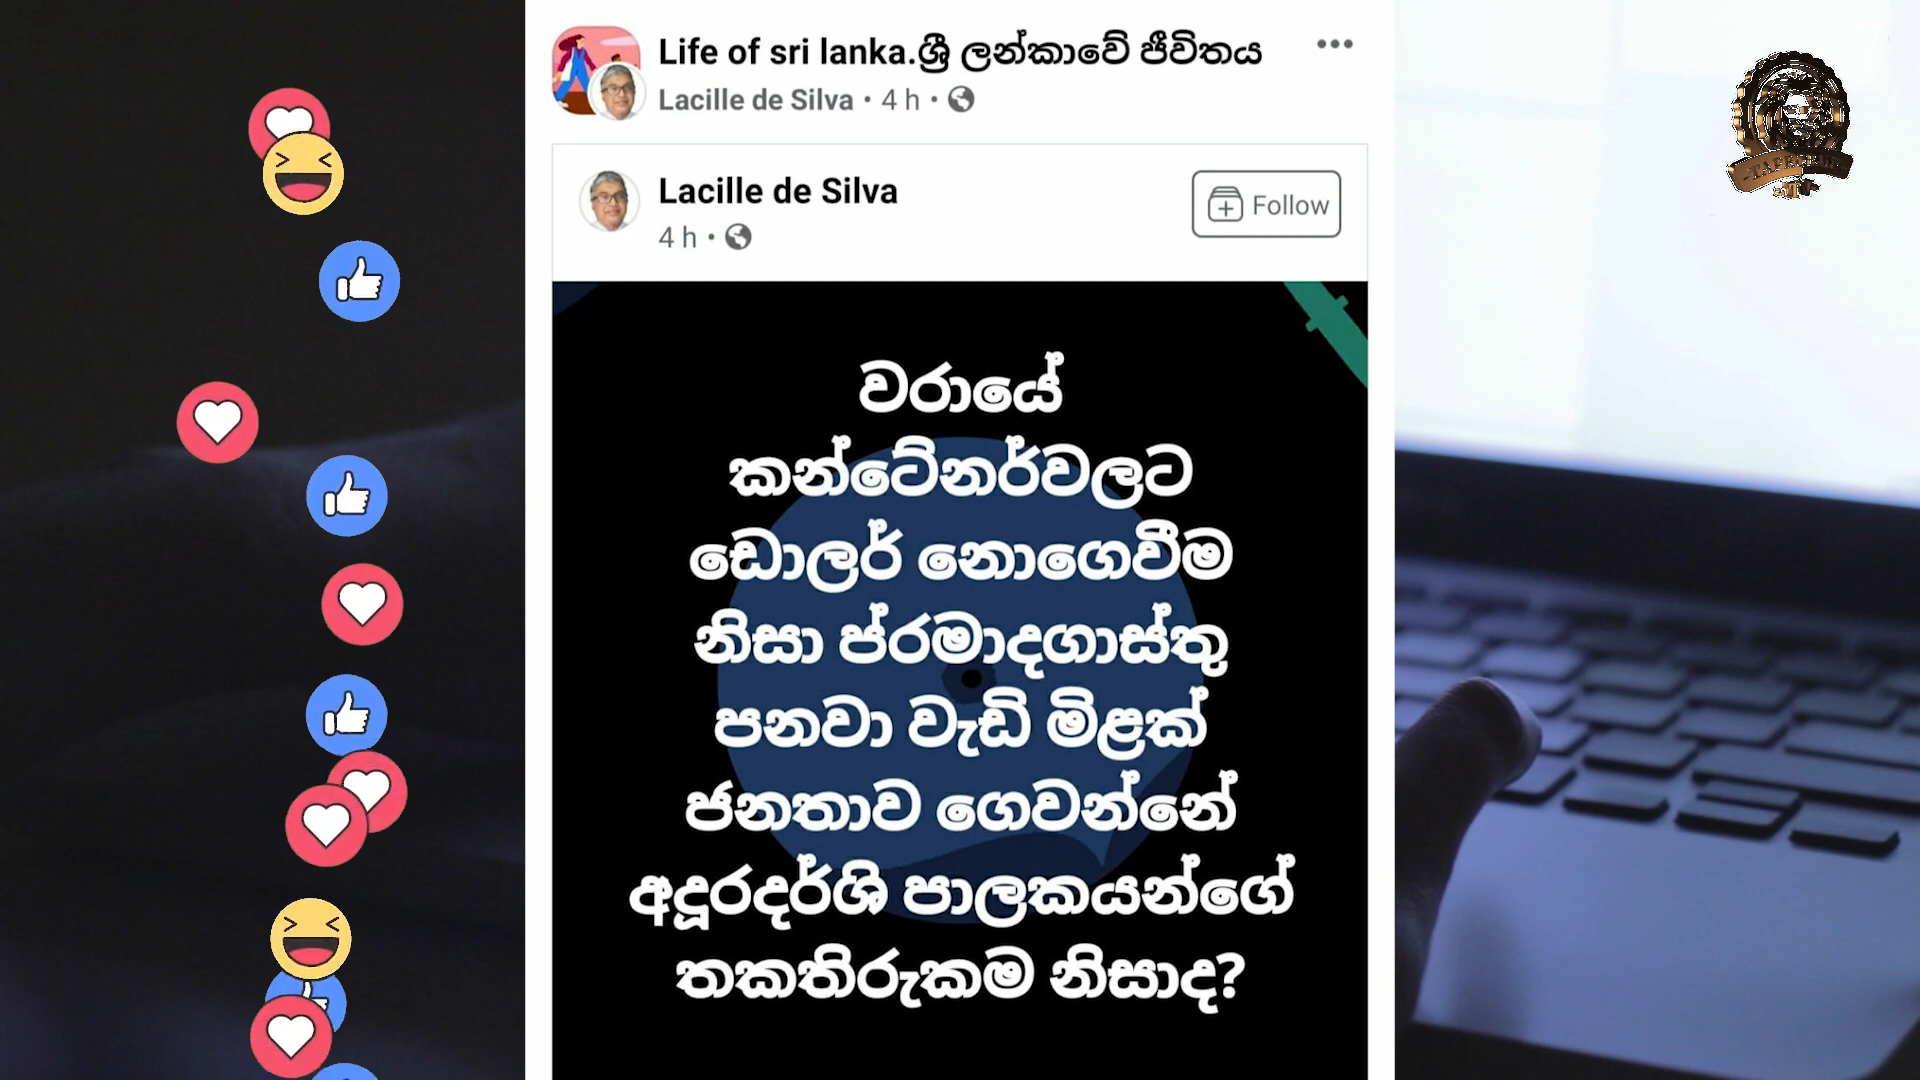 Life of sri lanka.ශ්‍රී ලන්කාවේ ජීවිතය
Lacille de Silva • 4 h •
Lacille de Silva
4 h •
Follow
වරායේ
කන්ටේනර්වලට
ඩොලර් නොගෙවීම
නිසා ප්රමාදගාස්තු
පනවා වැඩි මිළක්
ජනතාව ගෙවන්නේ
අදූරදර්ශි පාලකයන්ගේ
තකතිරුකම නිසාද?